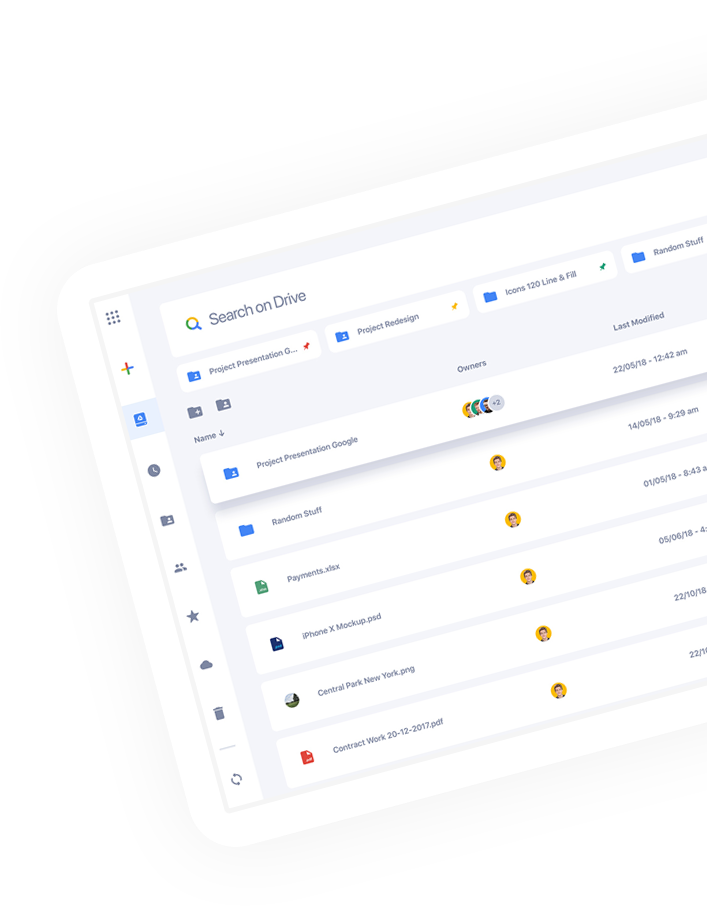 Search on Drive
Project Presentation G...
Project Redesign
Icons 120 Line & Fill
Random Stuff
Name
Owners
Last Modified
Project Presentation Google
+2
22/05/18 - 12:42 am
Random Stuff
14/05/18 - 9:29 am
Payments.xlsx
01/05/18 - 8:43 a
iPhone X Mockup.psd
05/06/18 - 4:
Central Park New York.png
22/10/18
Contract Work 20-12-2017.pdf
22/10